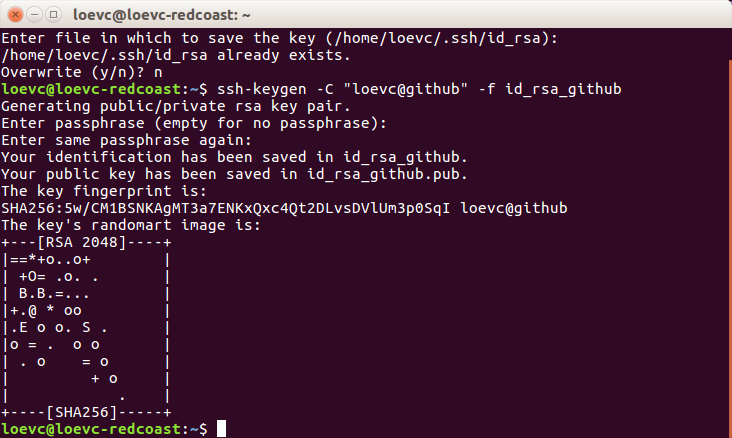 loevc@loevc-redcoast: ~
Enter file in which to save the key (/home/loevc/.ssh/id_rsa):
/home/loevc/.ssh/id_rsa already exists.
Overwrite (y/n)? n
loevc@loevc-redcoast:~$ ssh-keygen -C "loevc@github" -f id_rsa_github
Generating public/private rsa key pair.
Enter passphrase (empty for no passphrase):
Enter same passphrase again:
Your identification has been saved in id_rsa_github.
Your public key has been saved in id_rsa_github.pub.
The key fingerprint is:
SHA256:5w/CM1BSNKAgMT3a7ENKxQxc4Qt2DLvsDVlUm3p0SqI loevc@github
The key's randomart image is:
+---[RSA 2048]----+
|==*+o..o+        |
| +O= .o. .       |
| B.B.=...        |
|+.@ * oo         |
|.E o o. S .      |
|o = .  o o       |
| . o    = o      |
|         + o     |
|            .    |
+----[SHA256]-----+
loevc@loevc-redcoast:~$